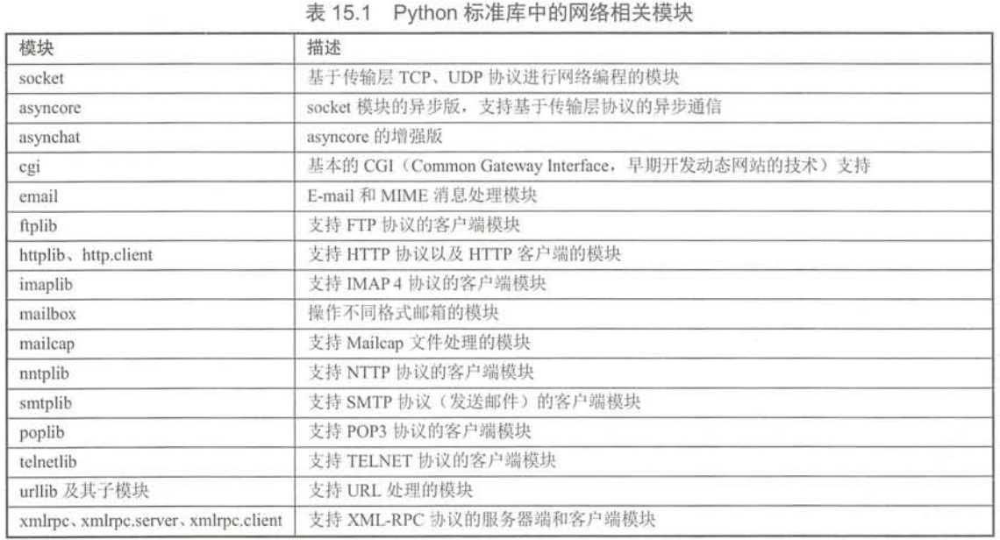 表 15.1 Python 标准库中的网络相关模块
模块 描述
socket 基于传输层 TCP、UDP 协议进行网络编程的模块
asyncore socket 模块的异步版，支持基于传输层协议的异步通信
asynchat asyncore 的增强版
cgi 基本的 CGI（Common Gateway Interface，早期开发动态网站的技术）支持
email E-mail 和 MIME 消息处理模块
ftplib 支持 FTP 协议的客户端模块
httplib、http.client 支持 HTTP 协议以及 HTTP 客户端的模块
imaplib 支持 IMAP 4 协议的客户端模块
mailbox 操作不同格式邮箱的模块
mailcap 支持 Mailcap 文件处理的模块
nntplib 支持 NTTP 协议的客户端模块
smtplib 支持 SMTP 协议（发送邮件）的客户端模块
poplib 支持 POP3 协议的客户端模块
telnetlib 支持 TELNET 协议的客户端模块
urllib 及其子模块 支持 URL 处理的模块
xmlrpc、xmlrpc.server、xmlrpc.client 支持 XML-RPC 协议的服务器端和客户端模块